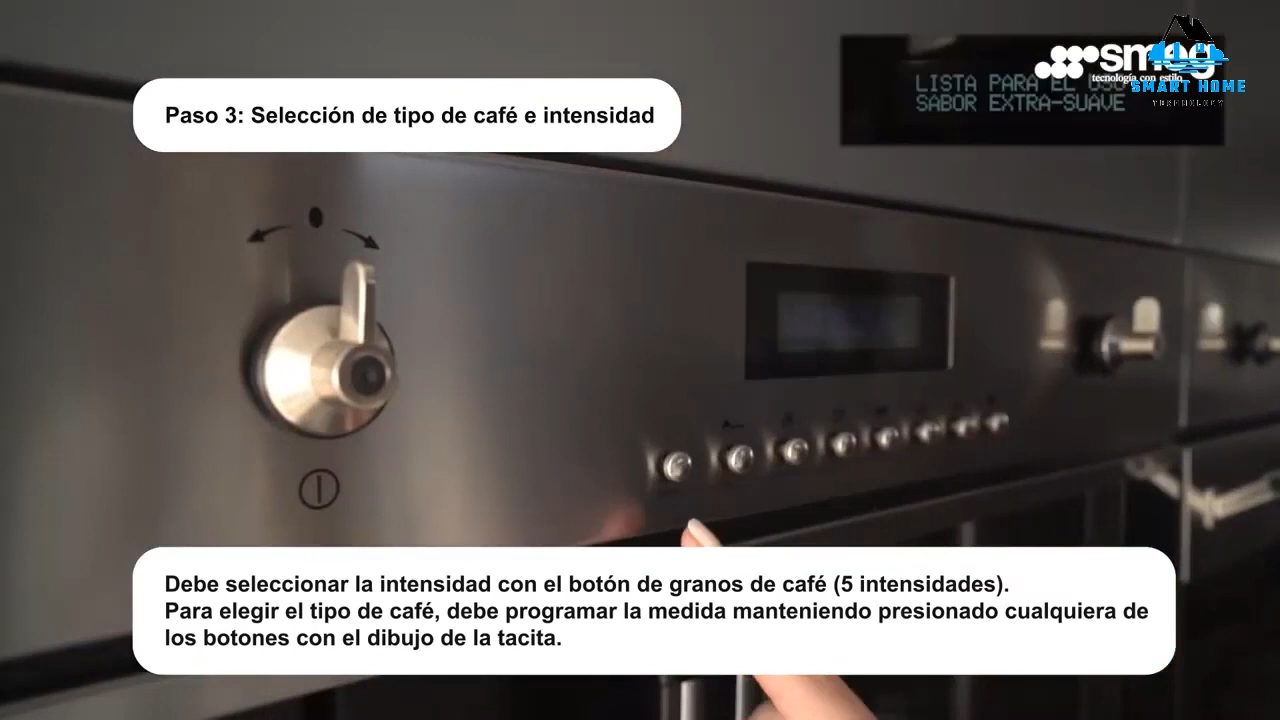 smeg
tecnología con estilo
SMART HOME
TECHNOLOGY
LISTA PARA EL USO
SABOR EXTRA-SUAVE
Paso 3: Selección de tipo de café e intensidad
Debe seleccionar la intensidad con el botón de granos de café (5 intensidades).
Para elegir el tipo de café, debe programar la medida manteniendo presionado cualquiera de
los botones con el dibujo de la tacita.